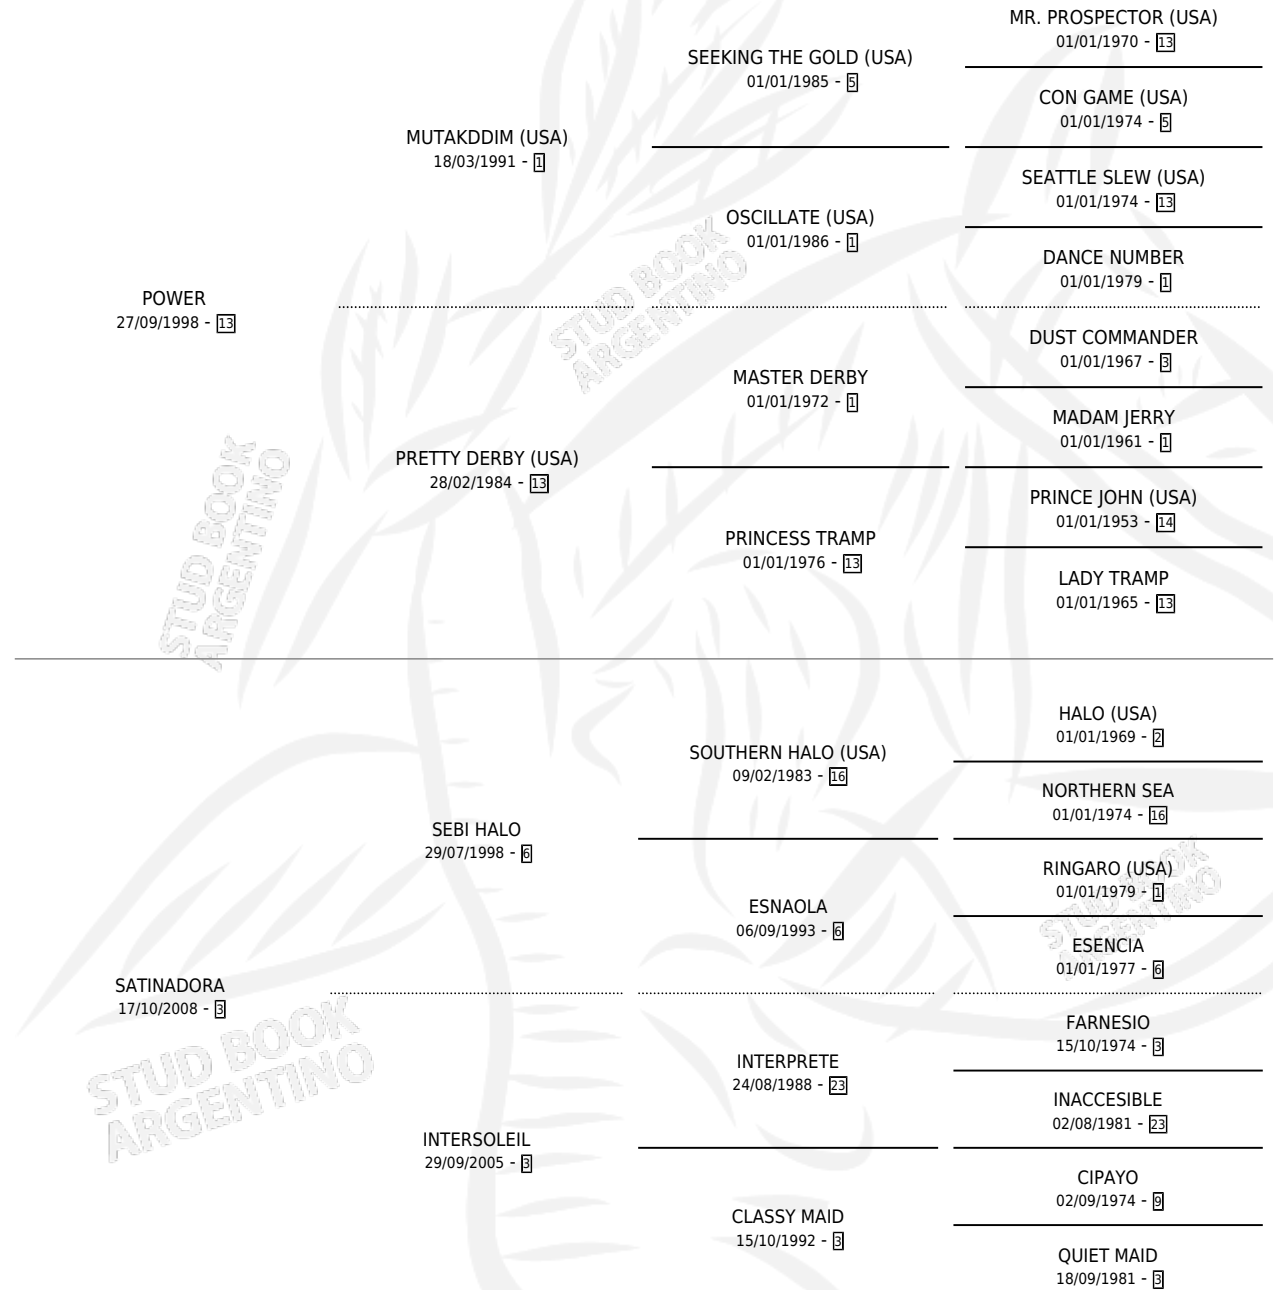 MR. PROSPECTOR (USA)
01/01/1970 - 13
SEEKING THE GOLD (USA)
01/01/1985 - 5
CON GAME (USA)
01/01/1974 - 5
MUTAKDDIM (USA)
18/03/1991 - 1
SEATTLE SLEW (USA)
01/01/1974 - 13
OSCILLATE (USA)
01/01/1986 - 1
DANCE NUMBER
01/01/1979 - 1
POWER
27/09/1998 - 13
DUST COMMANDER
01/01/1967 - 3
MASTER DERBY
01/01/1972 - 1
MADAM JERRY
01/01/1961 - 1
PRETTY DERBY (USA)
28/02/1984 - 13
PRINCE JOHN (USA)
01/01/1953 - 14
PRINCESS TRAMP
01/01/1976 - 13
LADY TRAMP
01/01/1965 - 13
HALO (USA)
01/01/1969 - 2
SOUTHERN HALO (USA)
09/02/1983 - 16
NORTHERN SEA
01/01/1974 - 16
SEBI HALO
29/07/1998 - 6
RINGARO (USA)
01/01/1979 - 1
ESNAOLA
06/09/1993 - 6
ESENCIA
01/01/1977 - 6
SATINADORA
17/10/2008 - 3
FARNESIO
15/10/1974 - 3
INTERPRETE
24/08/1988 - 23
INACCESIBLE
02/08/1981 - 23
INTERSOLEIL
29/09/2005 - 3
CIPAYO
02/09/1974 - 9
CLASSY MAID
15/10/1992 - 3
QUIET MAID
18/09/1981 - 3
STUD BOOK
ARGENTINO
STUD BOOK
ARGENTINO
STUD BOOK
ARGENTINO
STUD BOOK
ARGENTINO